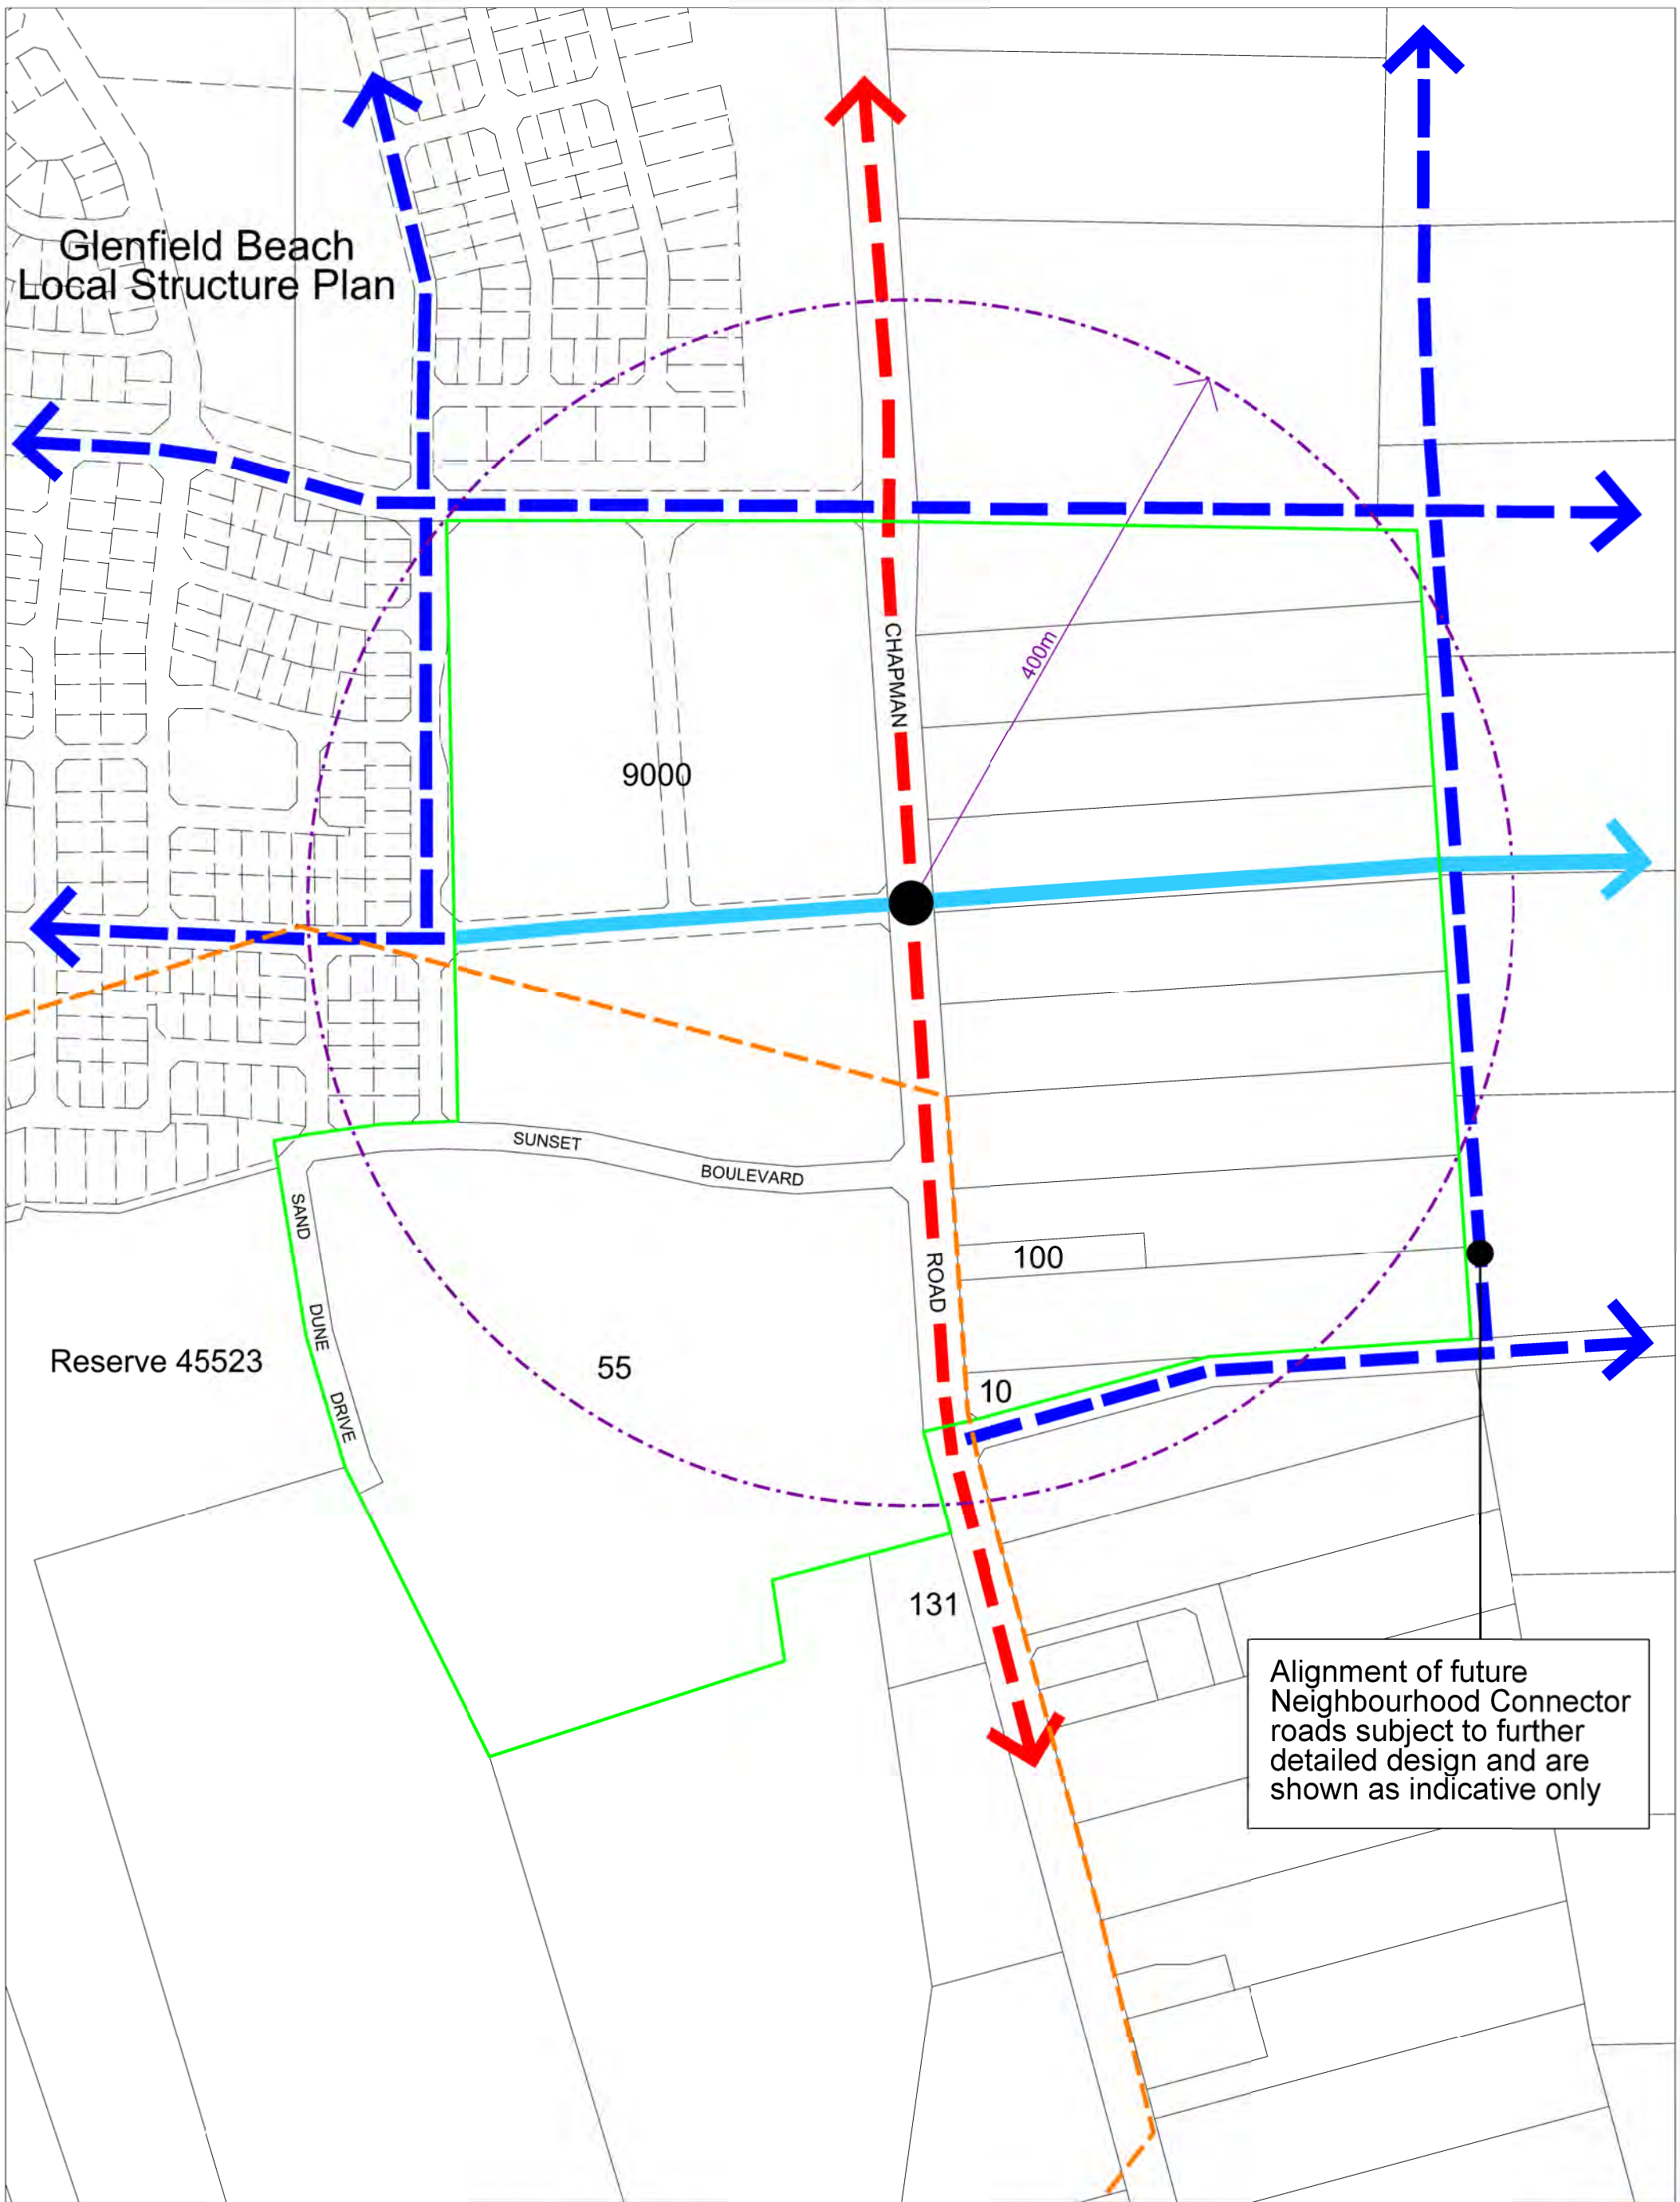 Glenfield Beach
Local Structure Plan
CHAPMAN
400m
9000
SUNSET
BOULEVARD
SAND
DUNE
DRIVE
ROAD
100
Reserve 45523
55
10
131
Alignment of future
Neighbourhood Connector
roads subject to further
detailed design and are
shown as indicative only